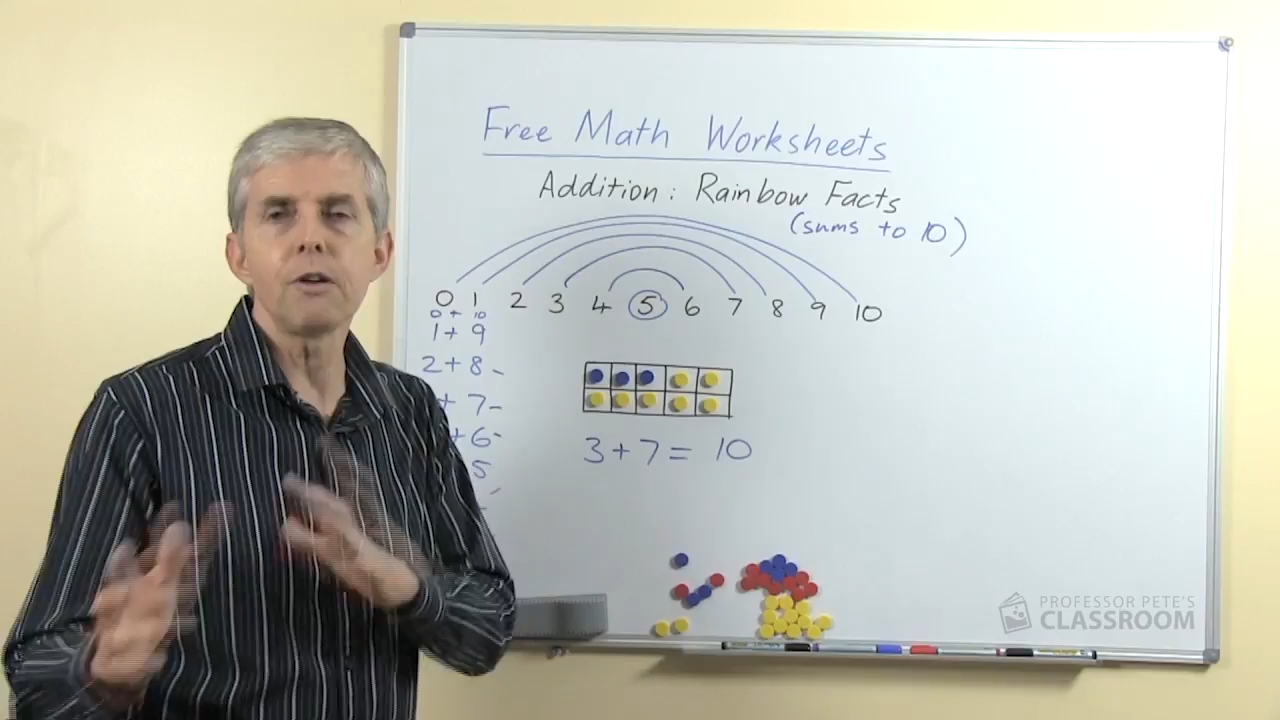 Free Math Worksheets
Addition: Rainbow Facts
(sums to 10)
0 1 2 3 4 5 6 7 8 9 10
0 + 10
1 + 9
2 + 8
+ 7
+ 6
5
3 + 7 = 10
PROFESSOR PETE'S
CLASSROOM